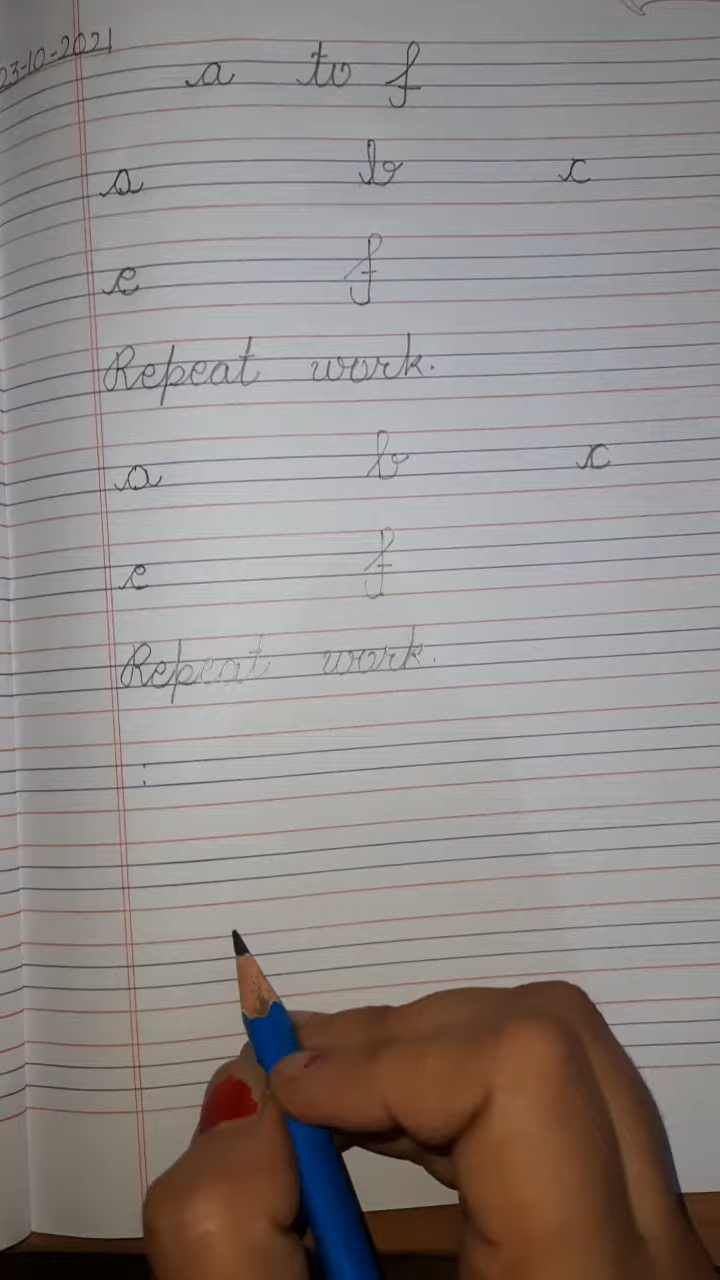 23-10-2021
a to f
a b c
e f
Repeat work.
a b c
e f
Repeat work.
: